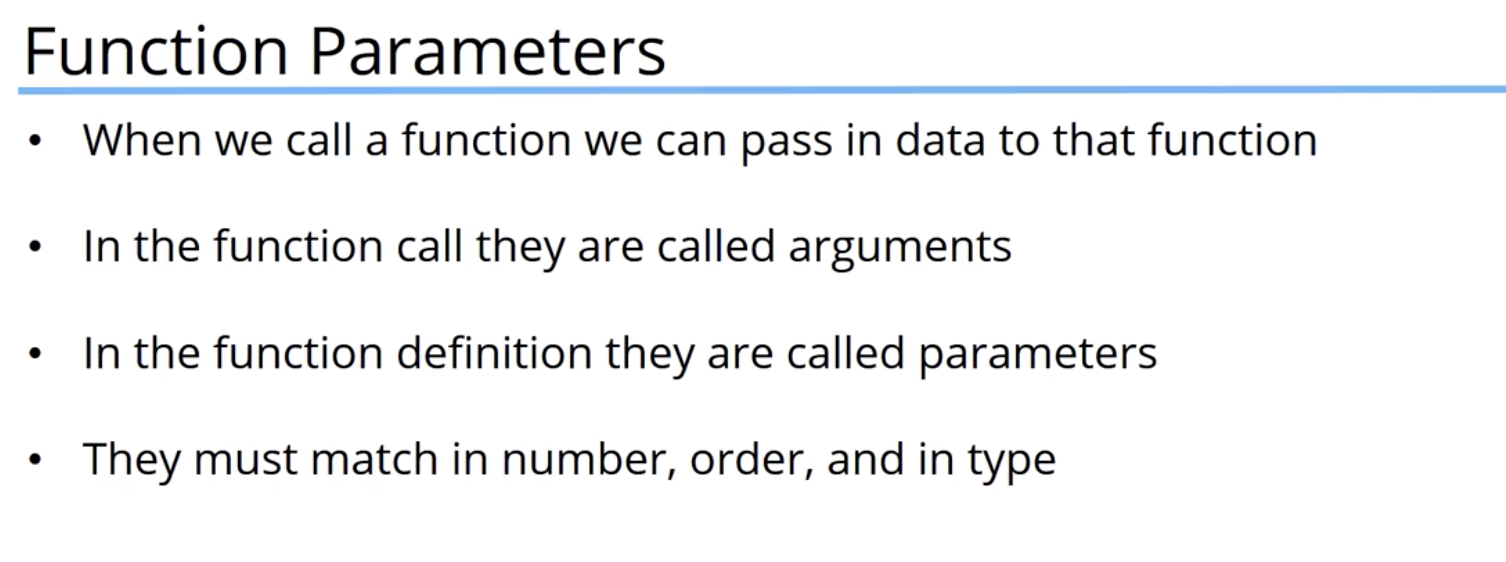 Function Parameters
• When we call a function we can pass in data to that function
• In the function call they are called arguments
• In the function definition they are called parameters
• They must match in number, order, and in type